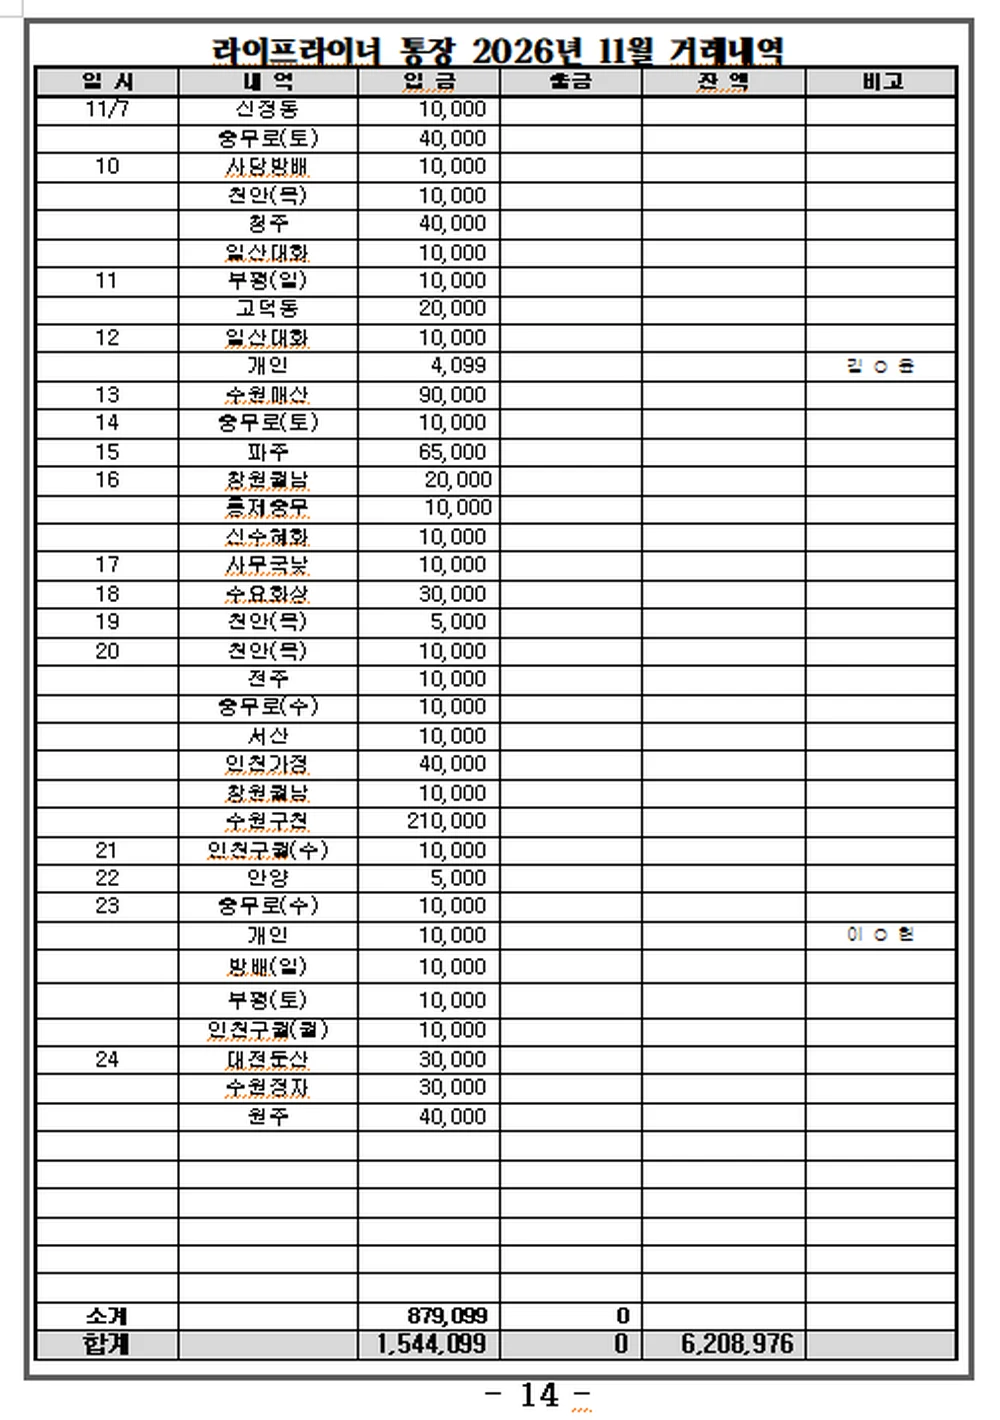 라이프라이너 통장 2026년 11월 거래내역
일 시 내 역 입 금 출금 잔 액 비고
11/7 신정동 10,000
충무로(토) 40,000
10 사당방배 10,000
천안(목) 10,000
청주 40,000
일산대화 10,000
11 부평(일) 10,000
고덕동 20,000
12 일산대화 10,000
개인 4,099 김 ○ 윤
13 수원매산 90,000
14 충무로(토) 10,000
15 파주 65,000
16 창원월남 20,000
홍제충무 10,000
신수혜화 10,000
17 사무국낮 10,000
18 수요화상 30,000
19 천안(목) 5,000
20 천안(목) 10,000
전주 10,000
충무로(수) 10,000
서산 10,000
인천가정 40,000
창원월남 10,000
수원구천 210,000
21 인천구월(수) 10,000
22 안양 5,000
23 충무로(수) 10,000
개인 10,000 이 ○ 헌
방배(일) 10,000
부평(토) 10,000
인천구월(월) 10,000
24 대전둔산 30,000
수원정자 30,000
원주 40,000
소계 879,099 0
합계 1,544,099 0 6,208,976
- 14 -